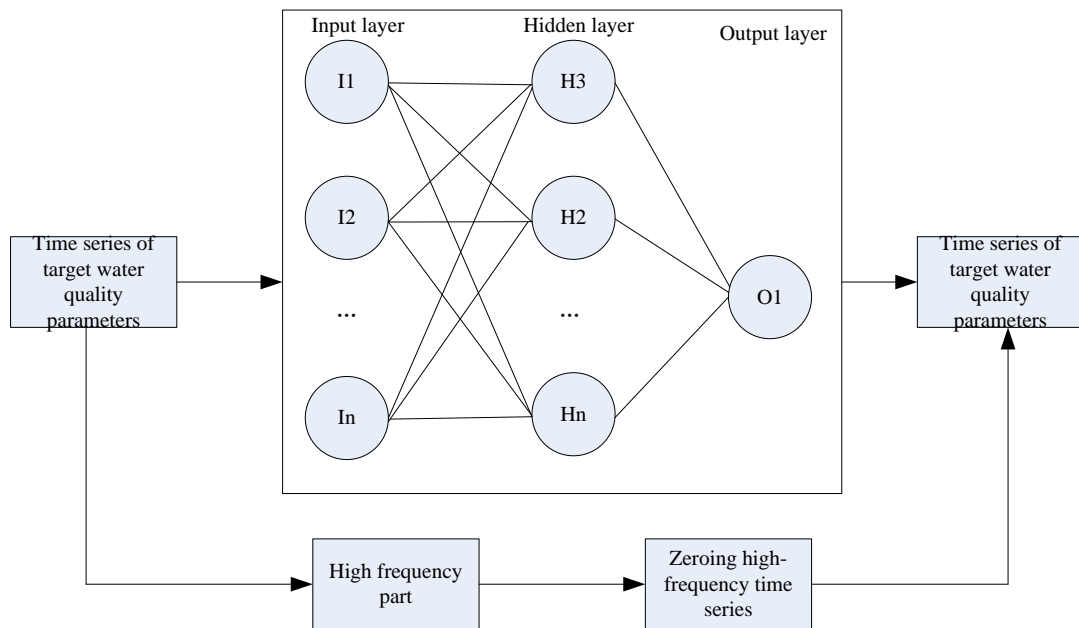 Input layer
Hidden layer
Output layer
I1
H3
I2
H2
Time series of
target water
quality
parameters
O1
Time series of
target water
quality
parameters
...
...
In
Hn
High frequency
part
Zeroing high-
frequency time
series